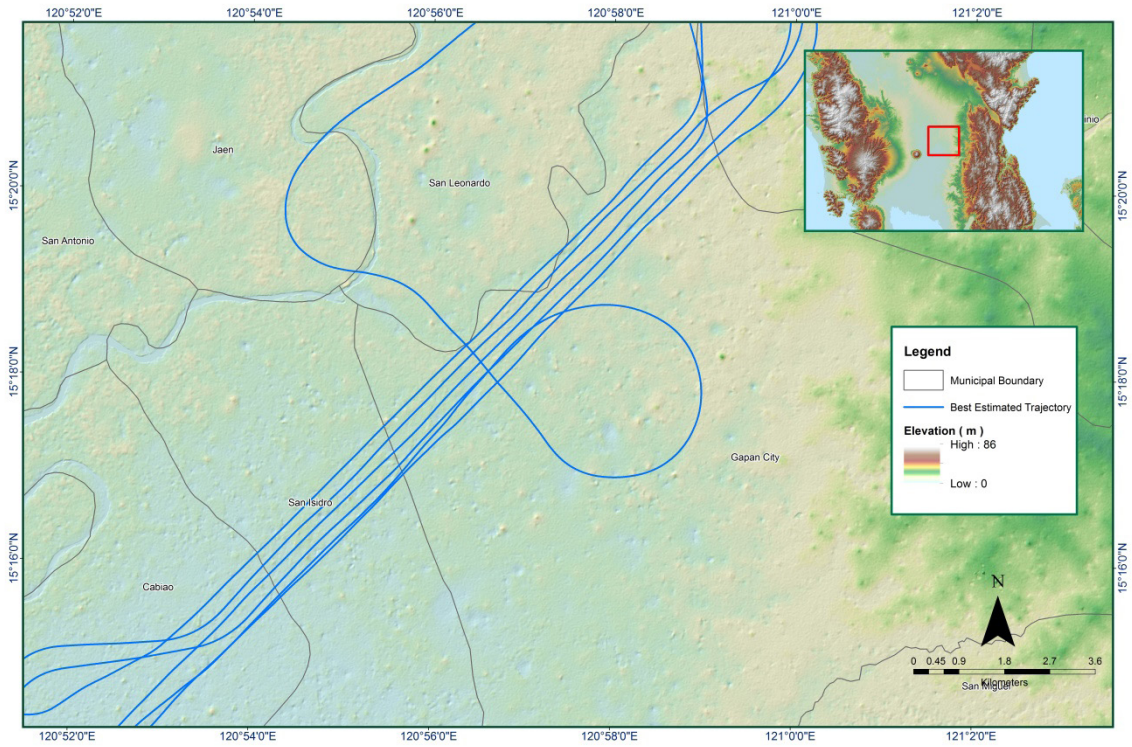 120°52'0"E
120°54'0"E
120°56'0"E
120°58'0"E
121°0'0"E
121°2'0"E
inio
Jaen
15°20'0"N
15°20'0"N
San Leonardo
San Antonio
Legend
Municipal Boundary
15°18'0"N
15°18'0"N
Best Estimated Trajectory
Elevation ( m )
High : 86
Gapan City
Low : 0
San Isidro
15°16'0"N
15°16'0"N
Cabiao
N
0 0.45 0.9 1.8 2.7 3.6
Kilometers
San Miguel
120°52'0"E
120°54'0"E
120°56'0"E
120°58'0"E
121°0'0"E
121°2'0"E